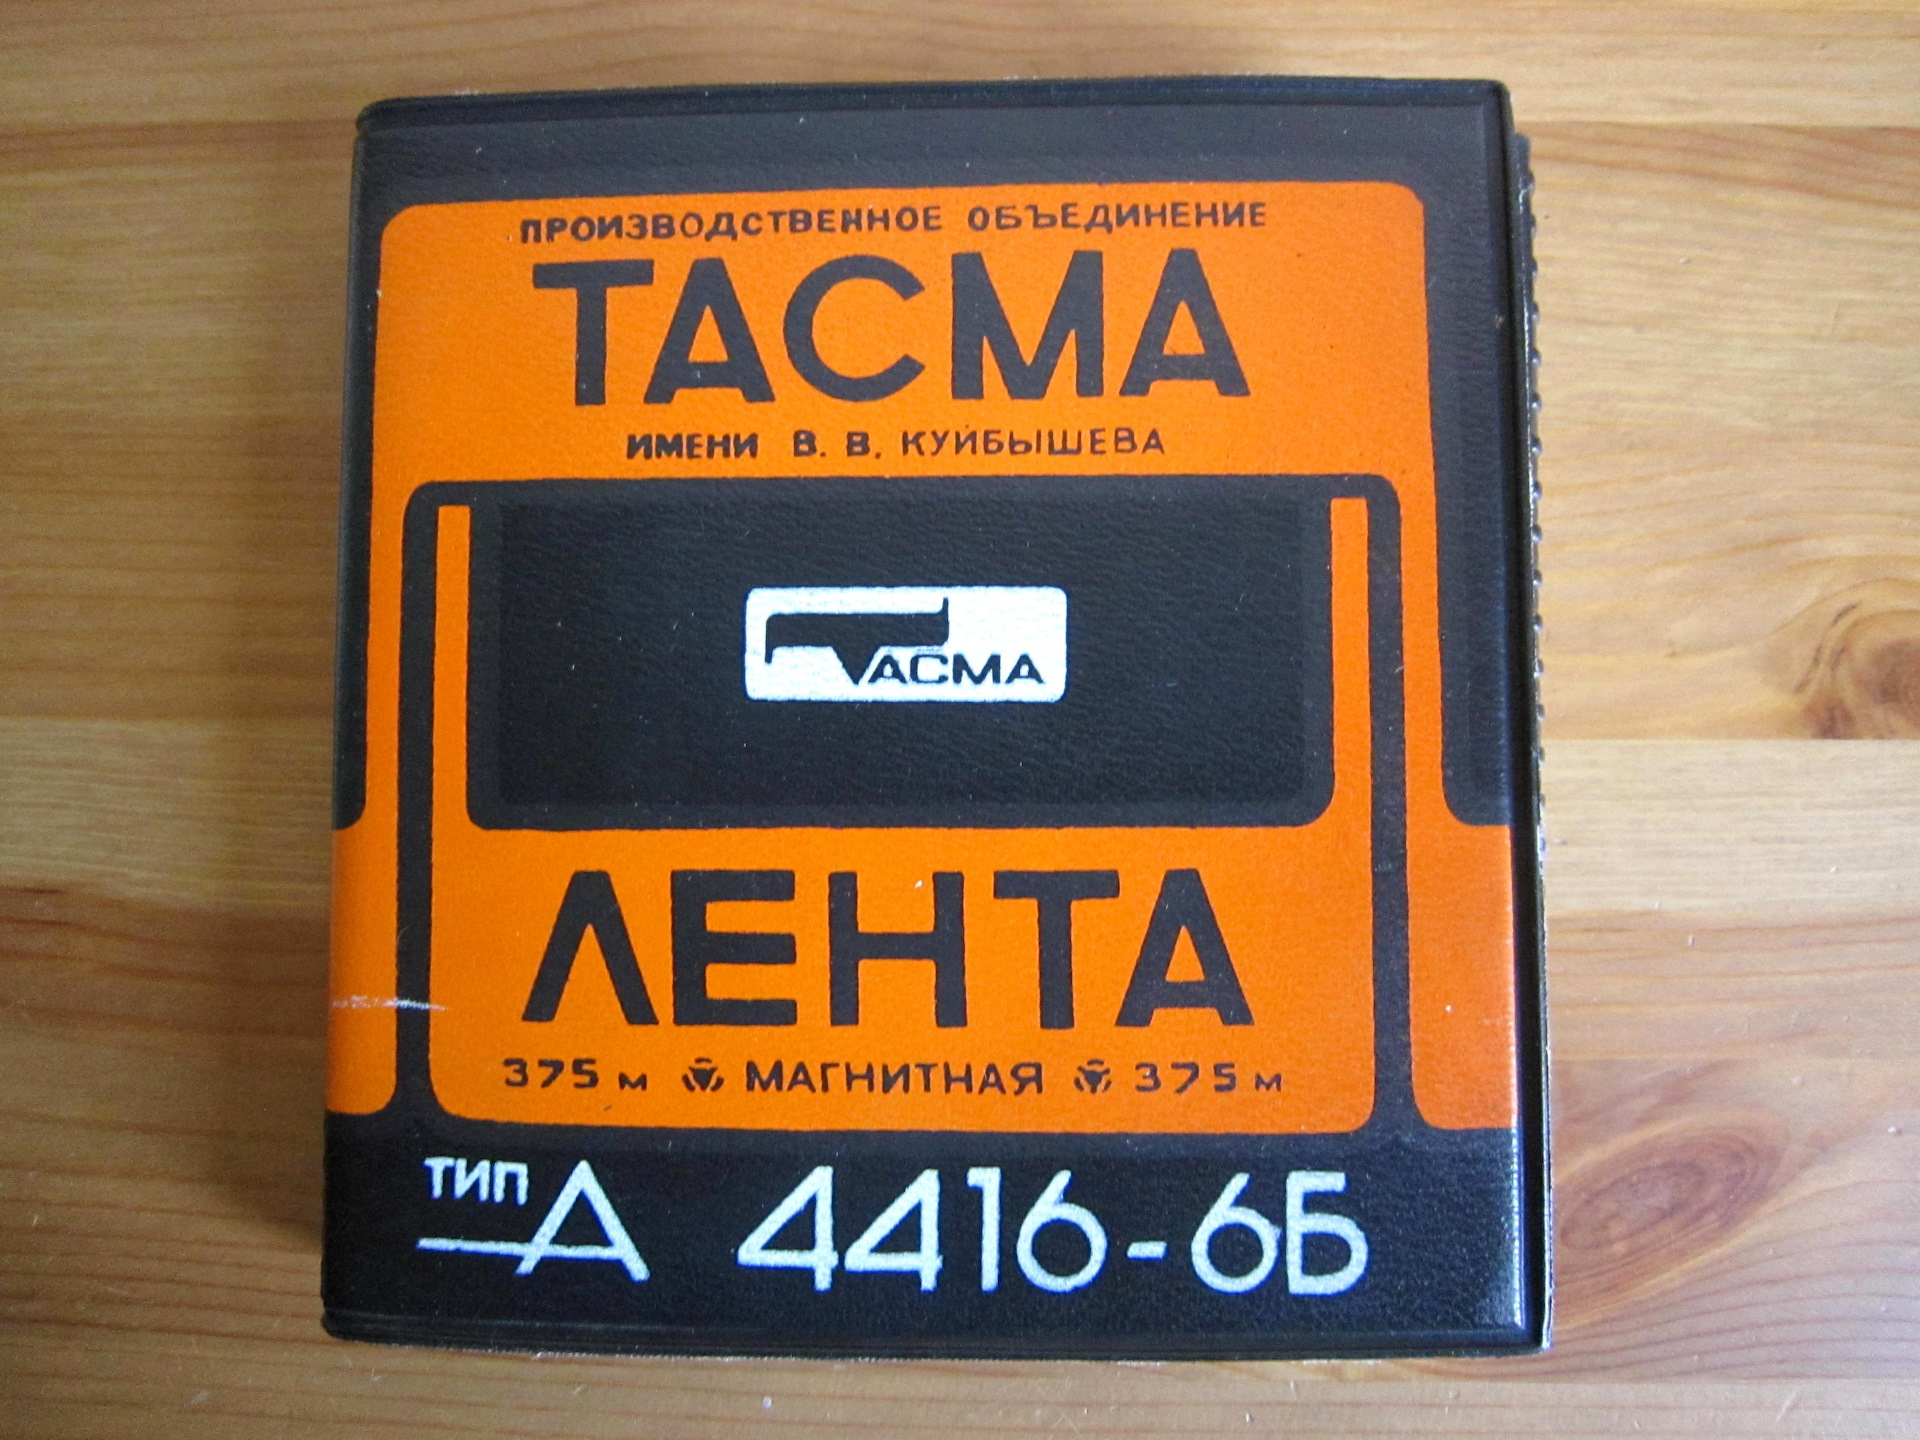 ПРОИЗВОДСТВЕННОЕ ОБЪЕДИНЕНИЕ
ТАСМА
ИМЕНИ В. В. КУЙБЫШЕВА
ТАСМА
ЛЕНТА
375 м МАГНИТНАЯ 375 м
ТИП А 4416-6Б